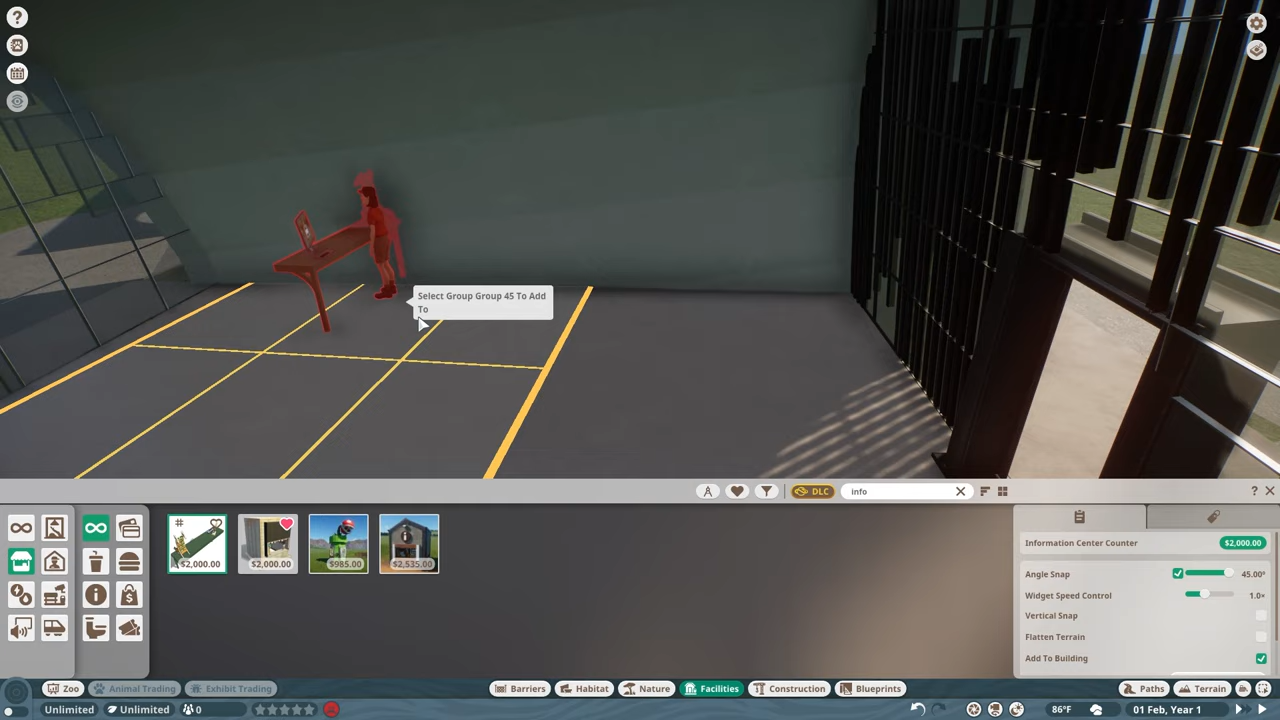 ?
Select Group Group 45 To Add
To
DLC
info
?
$2,000.00
$2,000.00
$985.00
$2,535.00
Information Center Counter
$2,000.00
Angle Snap
45.00°
Widget Speed Control
1.0×
Vertical Snap
Flatten Terrain
Add To Building
Zoo
Animal Trading
Exhibit Trading
Barriers
Habitat
Nature
Facilities
Construction
Blueprints
Paths
Terrain
Unlimited
Unlimited
0
86°F
01 Feb, Year 1